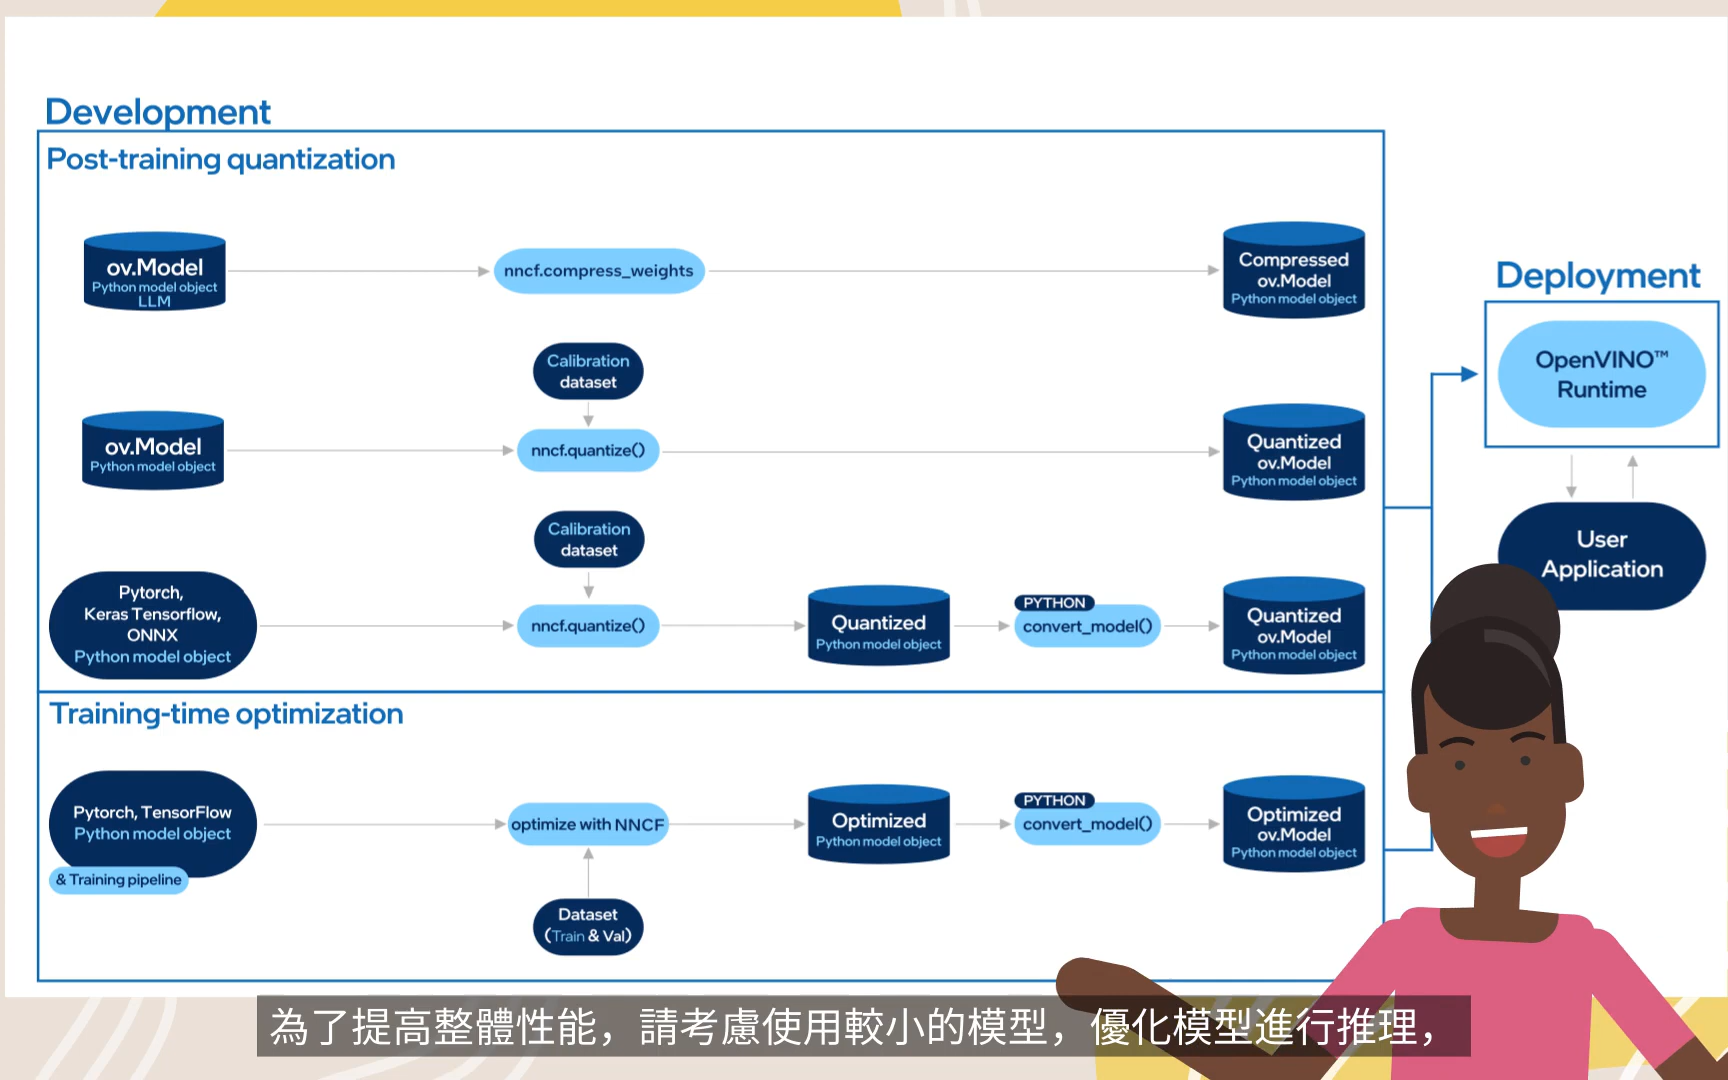 Development
Post-training quantization
ov.Model
Python model object
LLM
nncf.compress_weights
Compressed
ov.Model
Python model object
Calibration
dataset
ov.Model
Python model object
nncf.quantize()
Quantized
ov.Model
Python model object
Calibration
dataset
Pytorch,
Keras Tensorflow,
ONNX
Python model object
nncf.quantize()
Quantized
Python model object
PYTHON
convert_model()
Quantized
ov.Model
Python model object
Training-time optimization
Pytorch, TensorFlow
Python model object
& Training pipeline
optimize with NNCF
Dataset
(Train & Val)
Optimized
Python model object
PYTHON
convert_model()
Optimized
ov.Model
Python model object
Deployment
OpenVINO™
Runtime
User
Application
為了提高整體性能，請考慮使用較小的模型，優化模型進行推理，